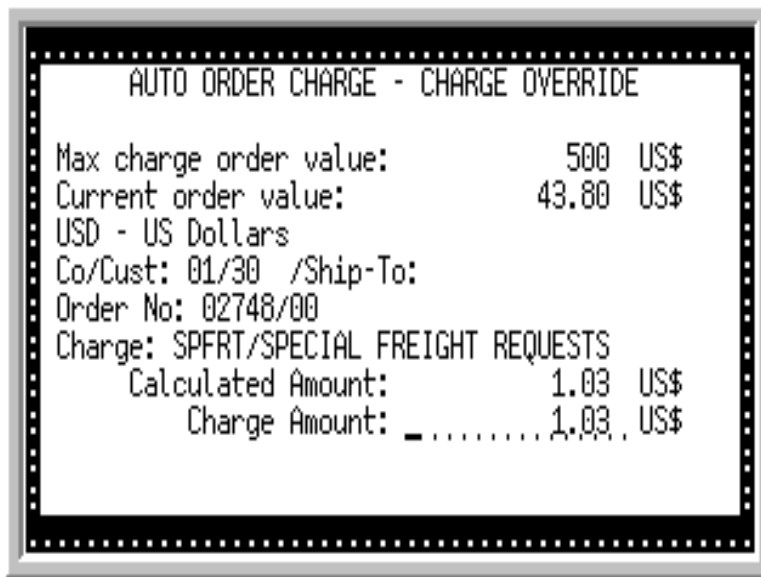 AUTO ORDER CHARGE - CHARGE OVERRIDE
Max charge order value: 500 US$
Current order value: 43.80 US$
USD - US Dollars
Co/Cust: 01/30 /Ship-To:
Order No: 02748/00
Charge: SPFRT/SPECIAL FREIGHT REQUESTS
Calculated Amount: 1.03 US$
Charge Amount: 1.03 US$